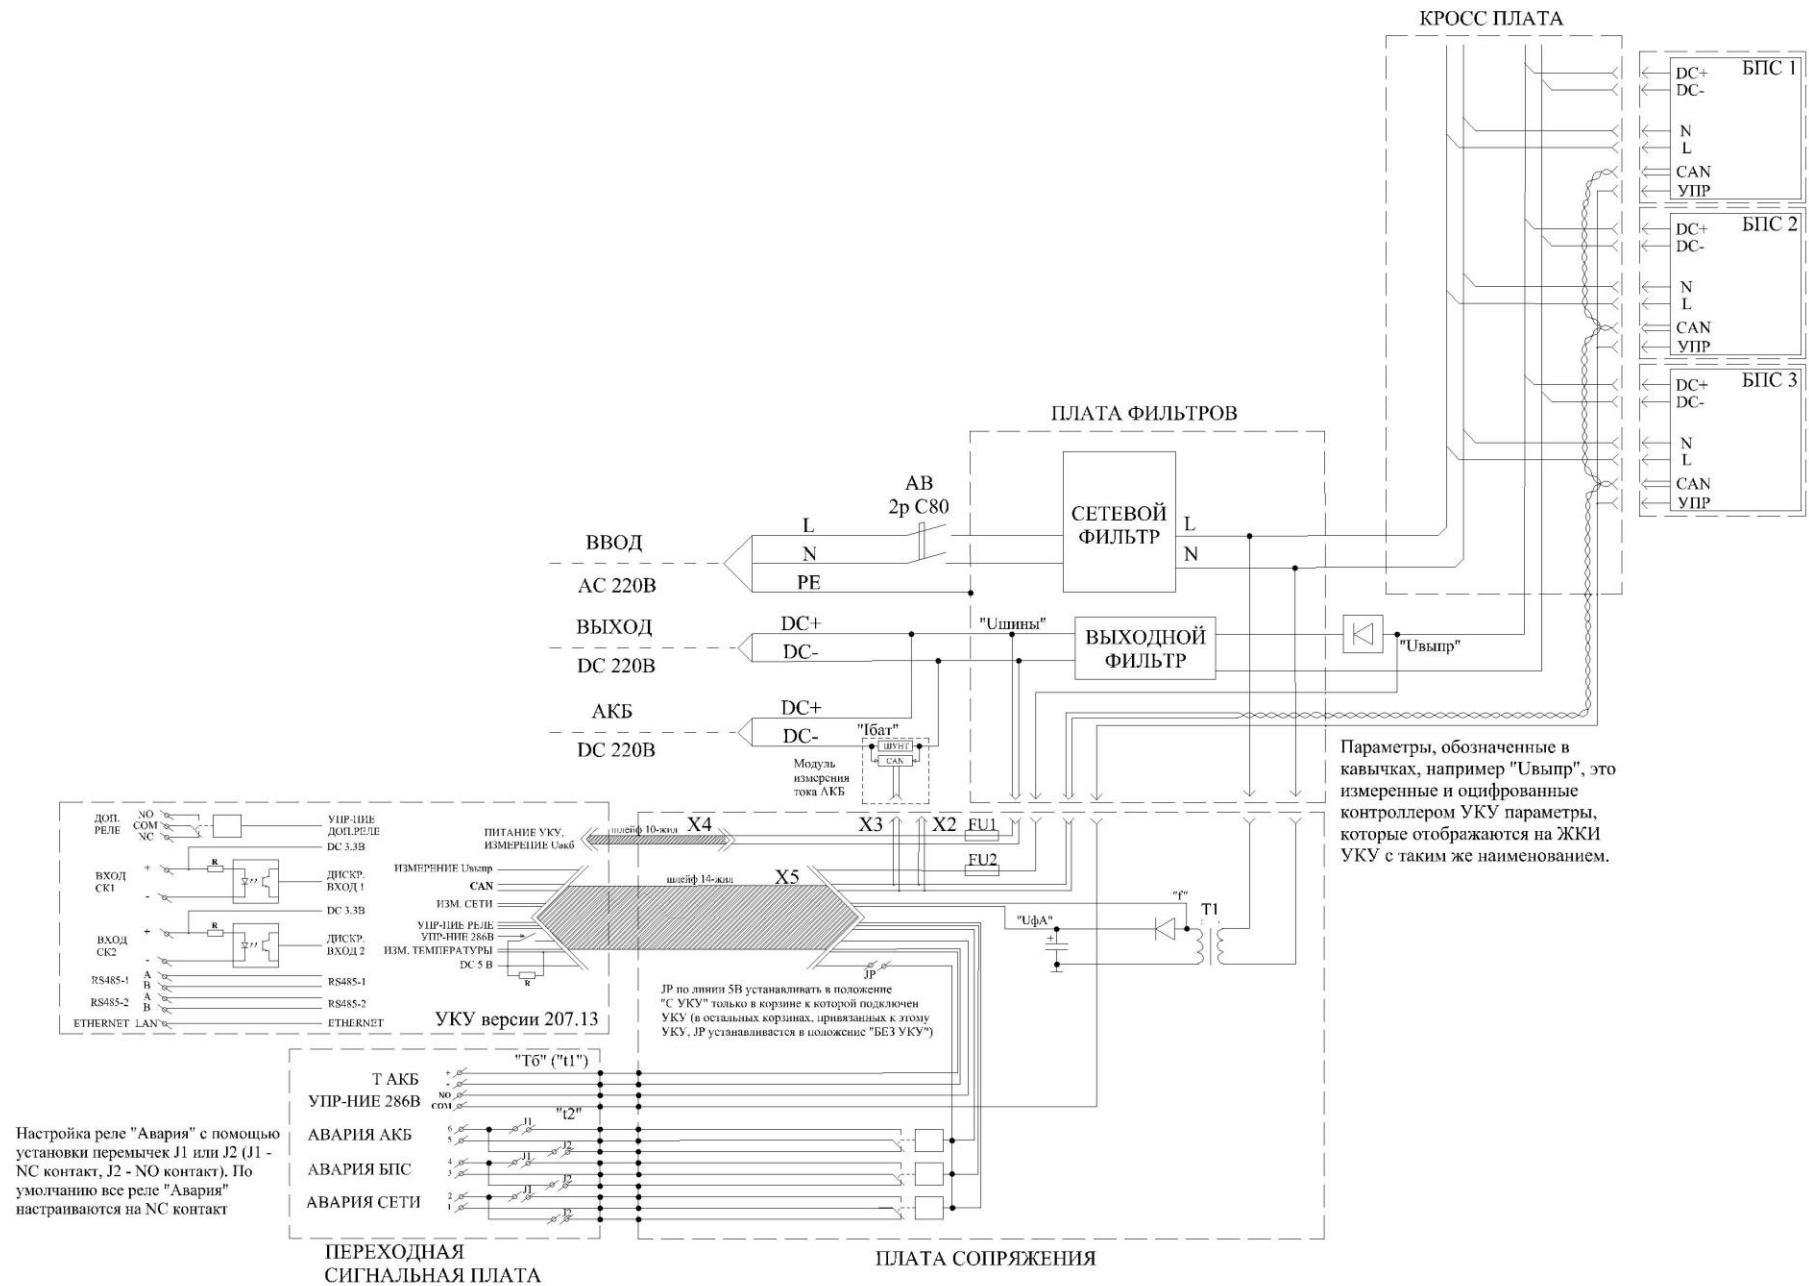 КРОСС ПЛАТА
БПС 1
DC+
DC-
N
L
CAN
УПР
БПС 2
DC+
DC-
N
L
CAN
УПР
БПС 3
DC+
DC-
N
L
CAN
УПР
ПЛАТА ФИЛЬТРОВ
АВ
2р С80
СЕТЕВОЙ
ФИЛЬТР
L
N
ВВОД
АС 220В
L
N
PE
ВЫХОД
DC 220В
DC+
DC-
"Uшины"
ВЫХОДНОЙ
ФИЛЬТР
"Uвыпр"
АКБ
DC 220В
DC+
DC-
"Iбат"
ШУНТ
CAN
Модуль
измерения
тока АКБ
Параметры, обозначенные в
кавычках, например "Uвыпр", это
измеренные и оцифрованные
контроллером УКУ параметры,
которые отображаются на ЖКИ
УКУ с таким же наименованием.
ДОП.
РЕЛЕ
NO
COM
NC
УПР-НИЕ
ДОП.РЕЛЕ
DC 3.3В
ВХОД
СК1
+
-
R
ДИСКР.
ВХОД 1
DC 3.3В
ВХОД
СК2
+
-
R
ДИСКР.
ВХОД 2
RS485-1
A
B
RS485-1
RS485-2
A
B
RS485-2
ETHERNET LAN
ETHERNET
ПИТАНИЕ УКУ,
ИЗМЕРЕНИЕ Uакб
ИЗМЕРЕНИЕ Uвыпр
CAN
ИЗМ. СЕТИ
УПР-НИЕ РЕЛЕ
УПР-НИЕ 286В
ИЗМ. ТЕМПЕРАТУРЫ
DC 5 В
R
УКУ версии 207.13
шлейф 10-жил
X4
X3
X2
FU1
FU2
шлейф 14-жил
X5
"f"
T1
"UфА"
+
JP
JP по линии 5В устанавливать в положение
"С УКУ" только в корзине к которой подключен
УКУ (в остальных корзинах, привязанных к этому
УКУ, JP устанавливается в положение "БЕЗ УКУ")
"Тб" ("t1")
Т АКБ
+
-
УПР-НИЕ 286В
NO
COM
"t2"
АВАРИЯ АКБ
6
5
J1
J2
АВАРИЯ БПС
4
3
J1
J2
АВАРИЯ СЕТИ
2
1
J1
J2
Настройка реле "Авария" с помощью
установки перемычек J1 или J2 (J1 -
NC контакт, J2 - NO контакт). По
умолчанию все реле "Авария"
настраиваются на NC контакт
ПЕРЕХОДНАЯ
СИГНАЛЬНАЯ ПЛАТА
ПЛАТА СОПРЯЖЕНИЯ